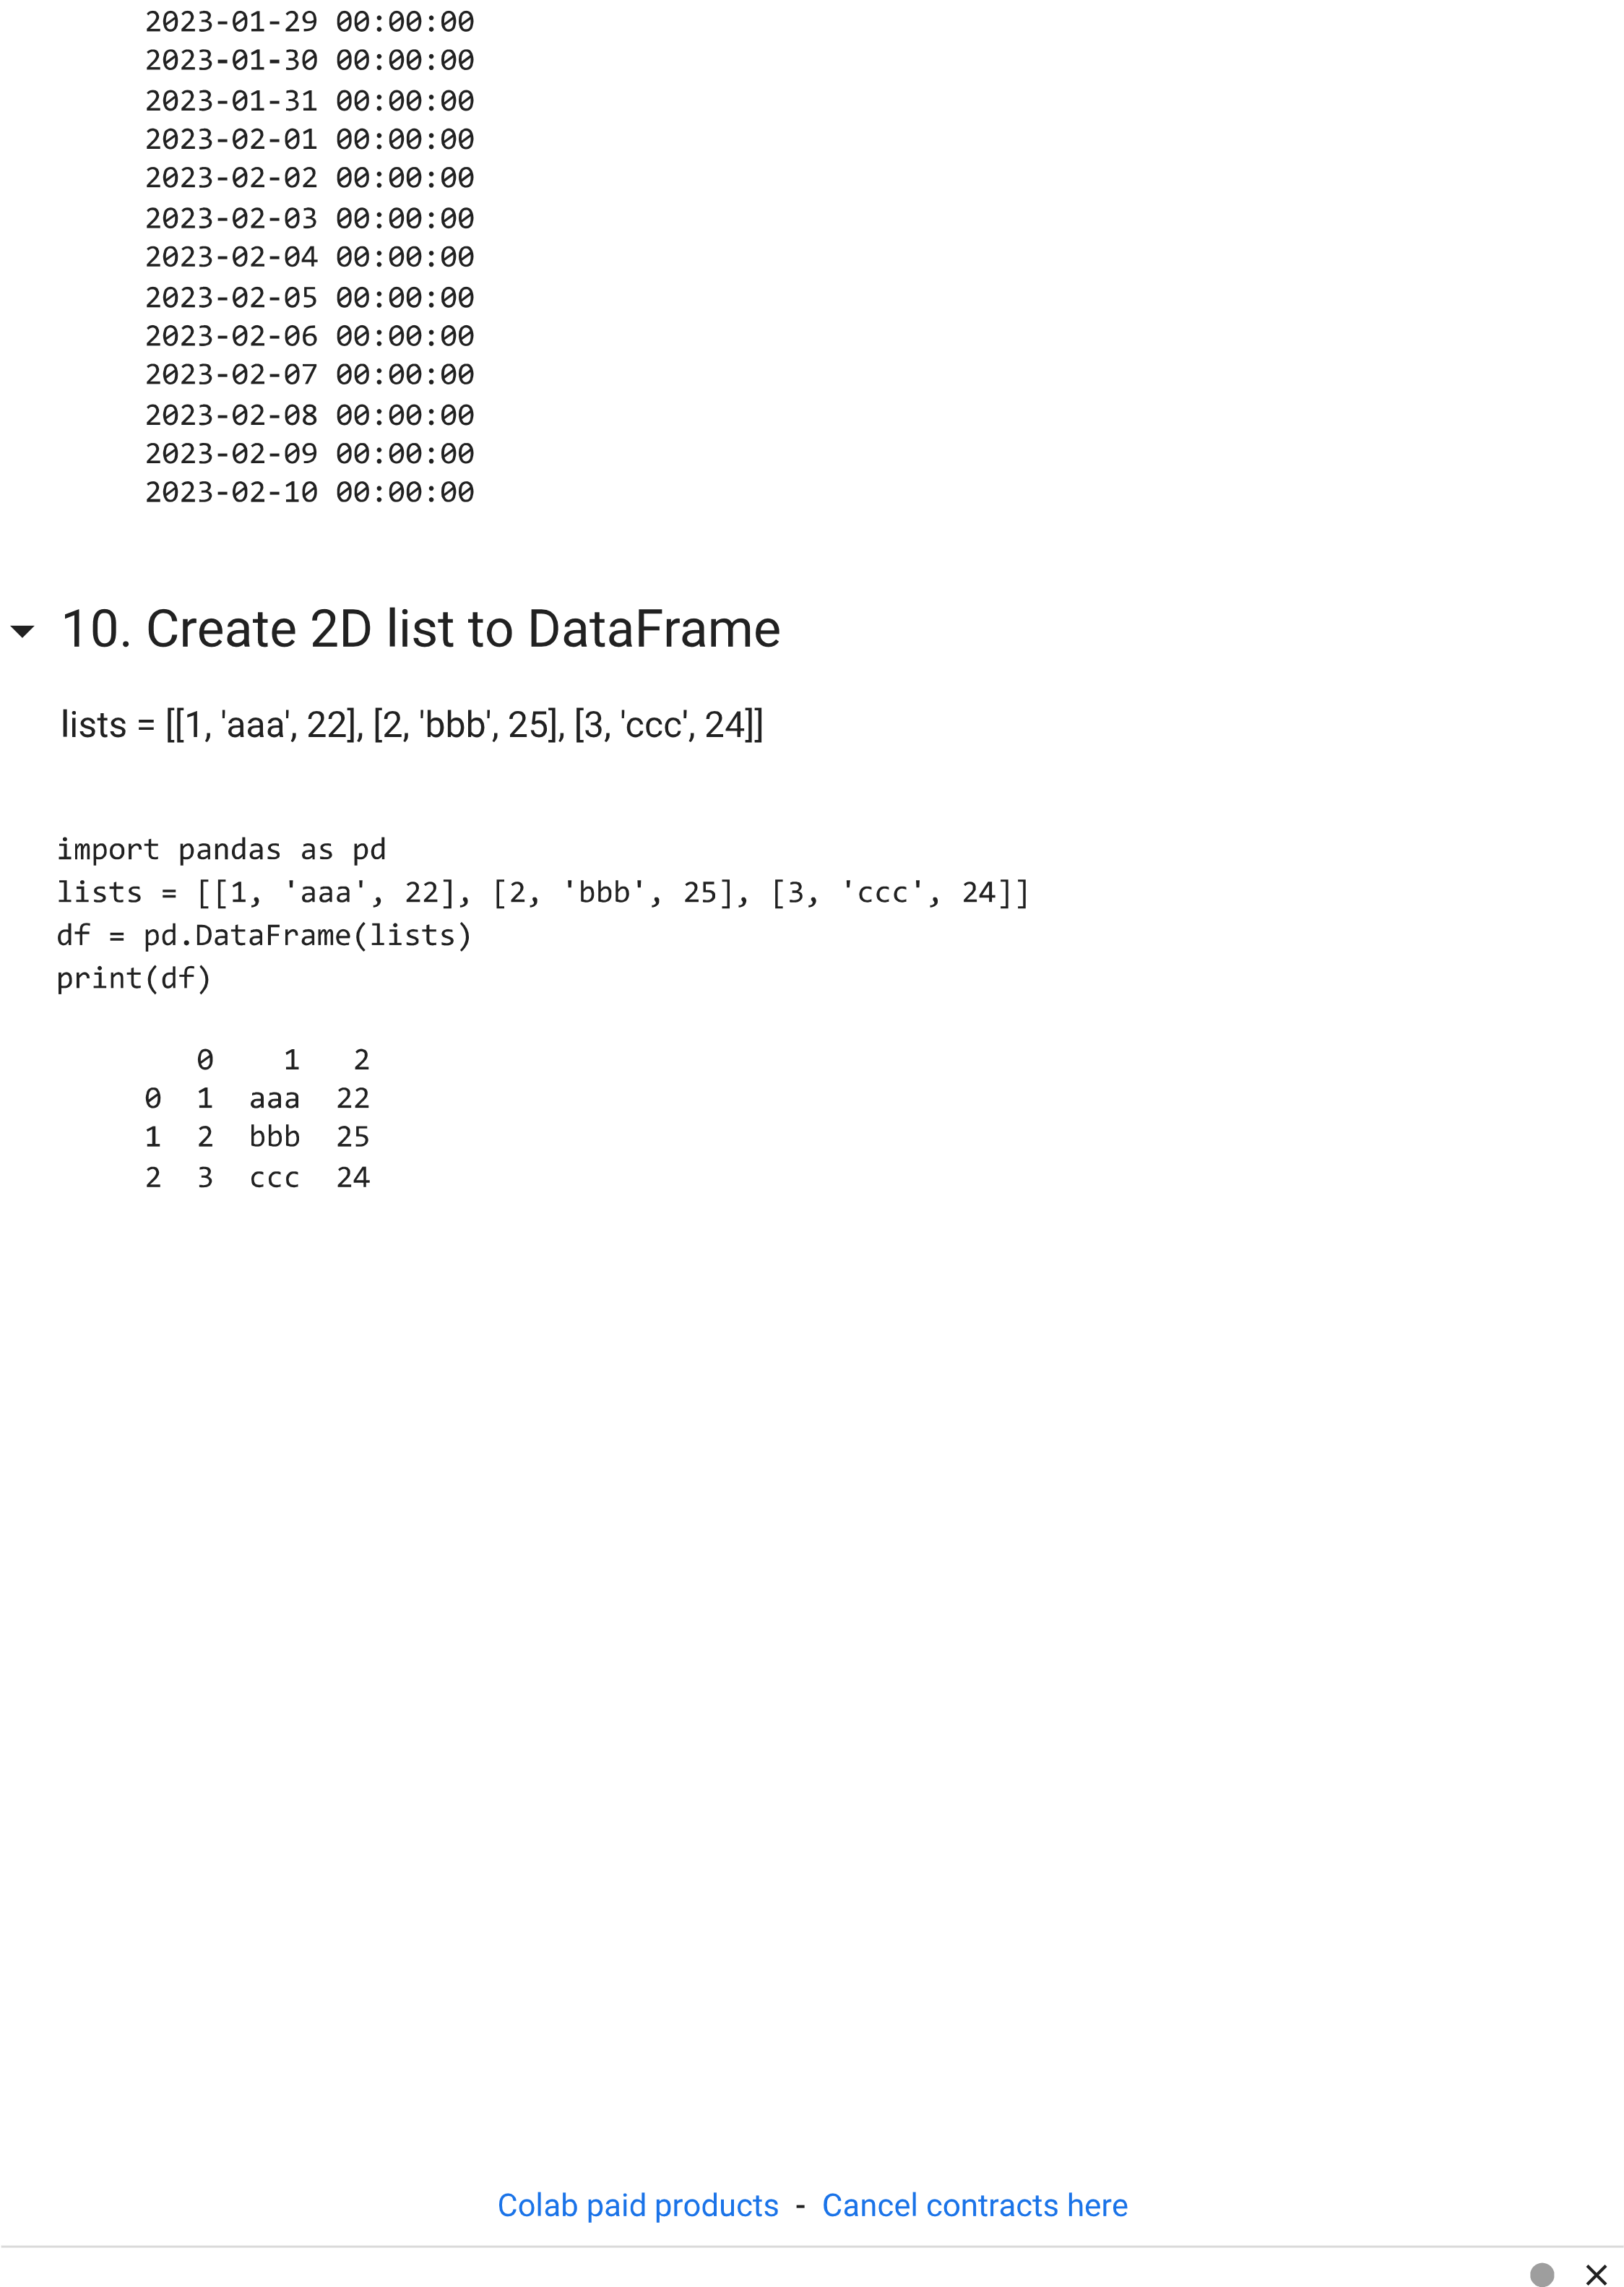 2023-01-29 00:00:00
2023-01-30 00:00:00
2023-01-31 00:00:00
2023-02-01 00:00:00
2023-02-02 00:00:00
2023-02-03 00:00:00
2023-02-04 00:00:00
2023-02-05 00:00:00
2023-02-06 00:00:00
2023-02-07 00:00:00
2023-02-08 00:00:00
2023-02-09 00:00:00
2023-02-10 00:00:00
10. Create 2D list to DataFrame
lists = [[1, 'aaa', 22], [2, 'bbb', 25], [3, 'ccc', 24]]
import pandas as pd
lists = [[1, 'aaa', 22], [2, 'bbb', 25], [3, 'ccc', 24]]
df = pd.DataFrame(lists)
print(df)
   0    1   2
0  1  aaa  22
1  2  bbb  25
2  3  ccc  24
Colab paid products - Cancel contracts here